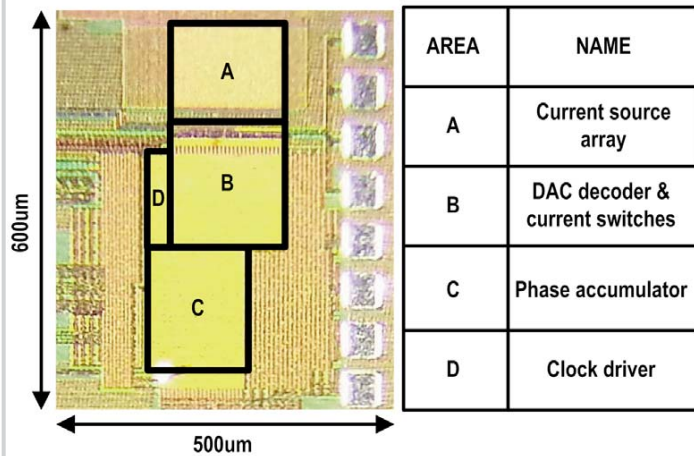 600um
500um
A
B
D
C
AREA NAME
A Current source
array
B DAC decoder &
current switches
C Phase accumulator
D Clock driver